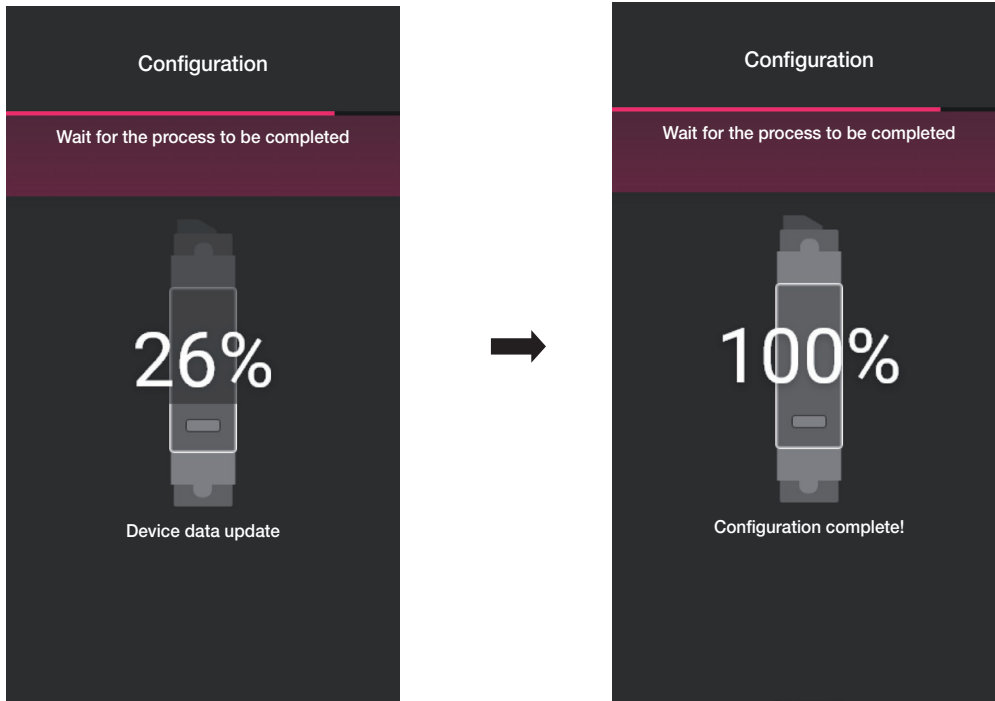 Configuration
Wait for the process to be completed
26%
Device data update
Configuration
Wait for the process to be completed
100%
Configuration complete!